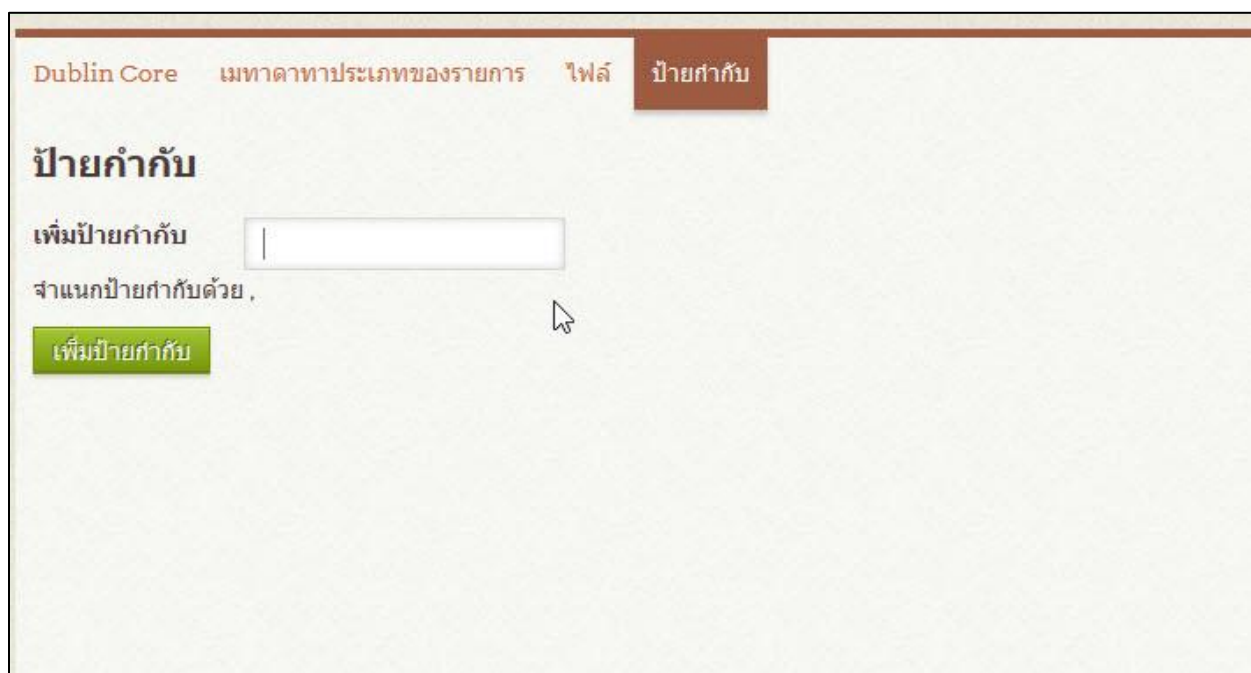 Dublin Core เมทาดาทาประเภทของรายการ ไฟล์ ป้ายกำกับ
ป้ายกำกับ
เพิ่มป้ายกำกับ
จำแนกป้ายกำกับด้วย ,
เพิ่มป้ายกำกับ